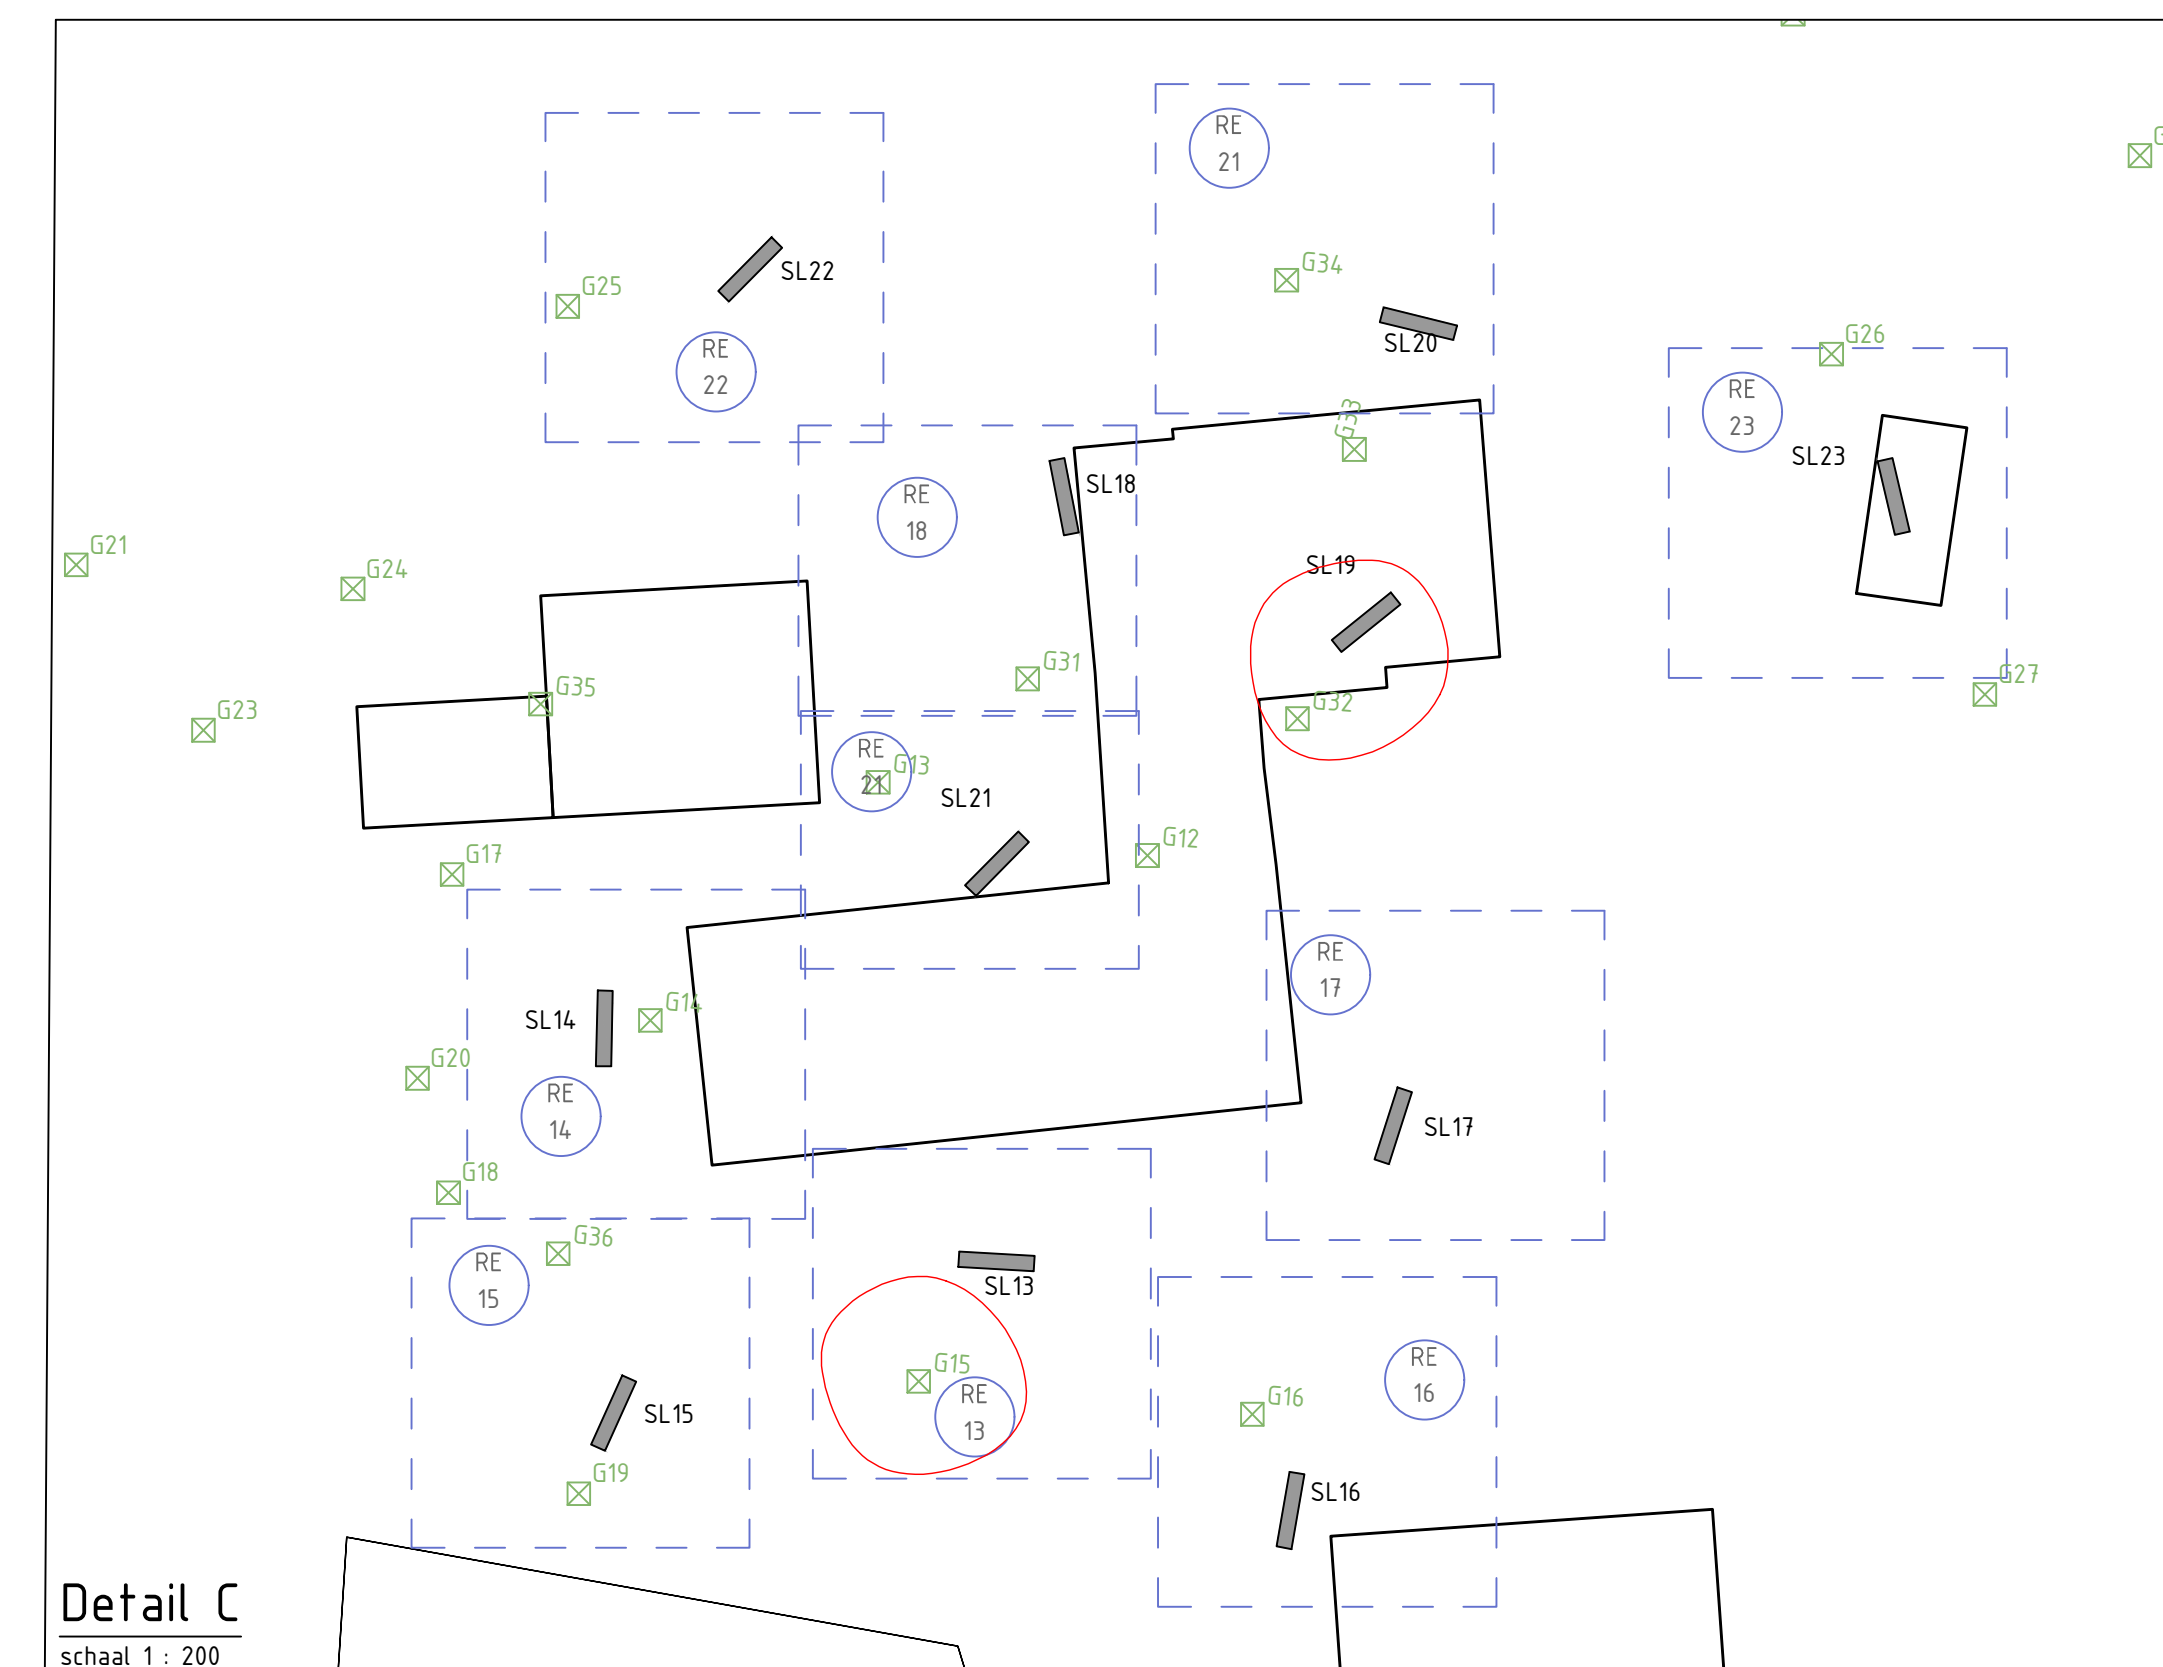 RE
21
G
RE
22
SL22
G25
G34
SL20
G26
RE
23
SL23
G33
SL18
RE
18
G21
G24
SL19
G31
G35
G23
G32
G27
RE
21
G13
SL21
G12
G17
RE
17
SL14
G14
G20
RE
14
SL17
G18
G36
RE
15
SL13
G15
RE
13
RE
16
G16
SL15
G19
SL16
Detail C
schaal 1 : 200